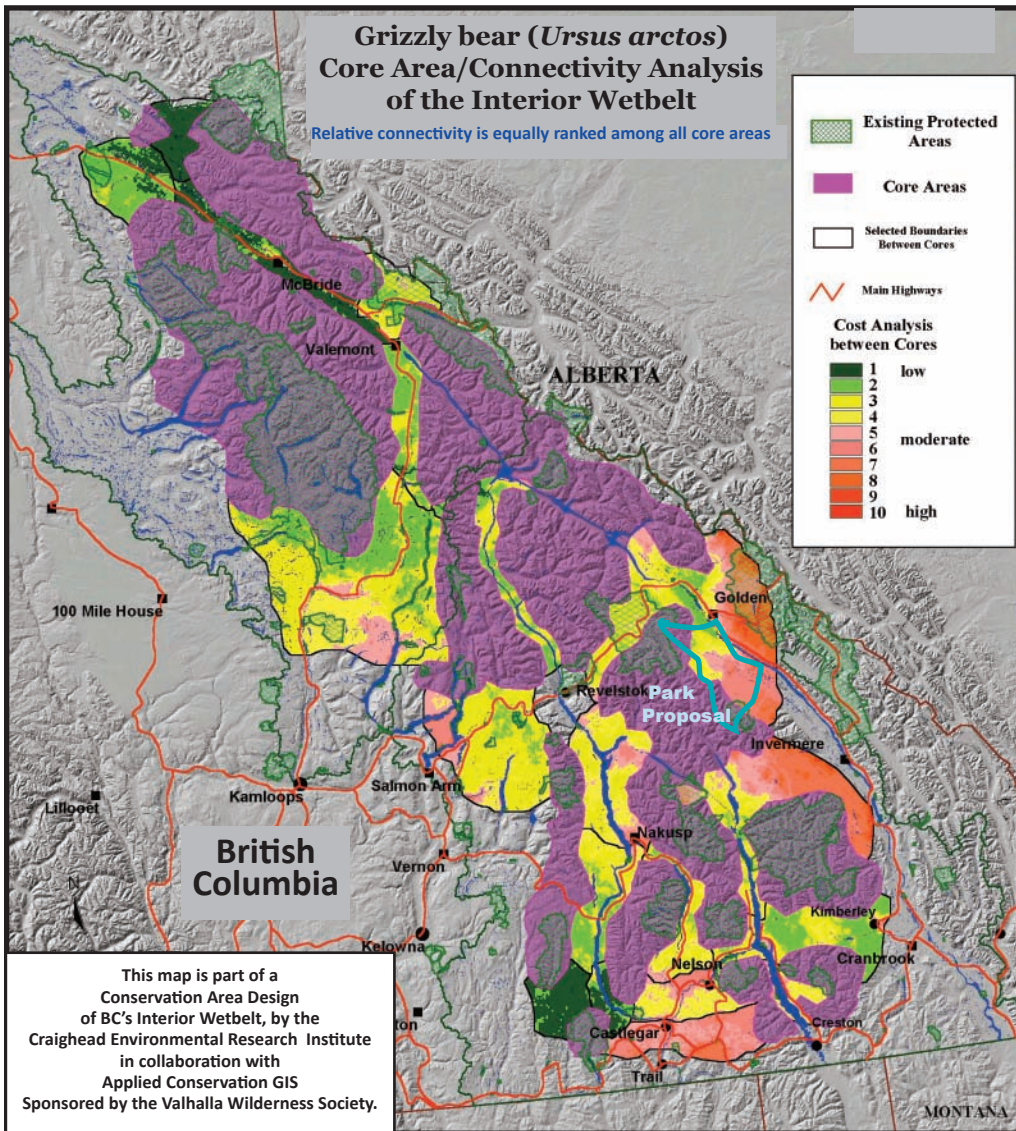 Grizzly bear (Ursus arctos)
Core Area/Connectivity Analysis
of the Interior Wetbelt
Relative connectivity is equally ranked among all core areas
Existing Protected
Areas
Core Areas
Selected Boundaries
Between Cores
Main Highways
Cost Analysis
between Cores
1 low
2
3
4
5 moderate
6
7
8
9
10 high
McBride
Valemont
ALBERTA
100 Mile House
Golden
Revelstok
Park
Proposal
Invermere
Salmon Arm
Kamloops
Lillooet
Nakusp
Vernon
British
Columbia
N
Kimberley
Kelowna
Cranbrook
Nelson
Creston
Castlegar
Trail
ton
MONTANA
This map is part of a
Conservation Area Design
of BC's Interior Wetbelt, by the
Craighead Environmental Research Institute
in collaboration with
Applied Conservation GIS
Sponsored by the Valhalla Wilderness Society.